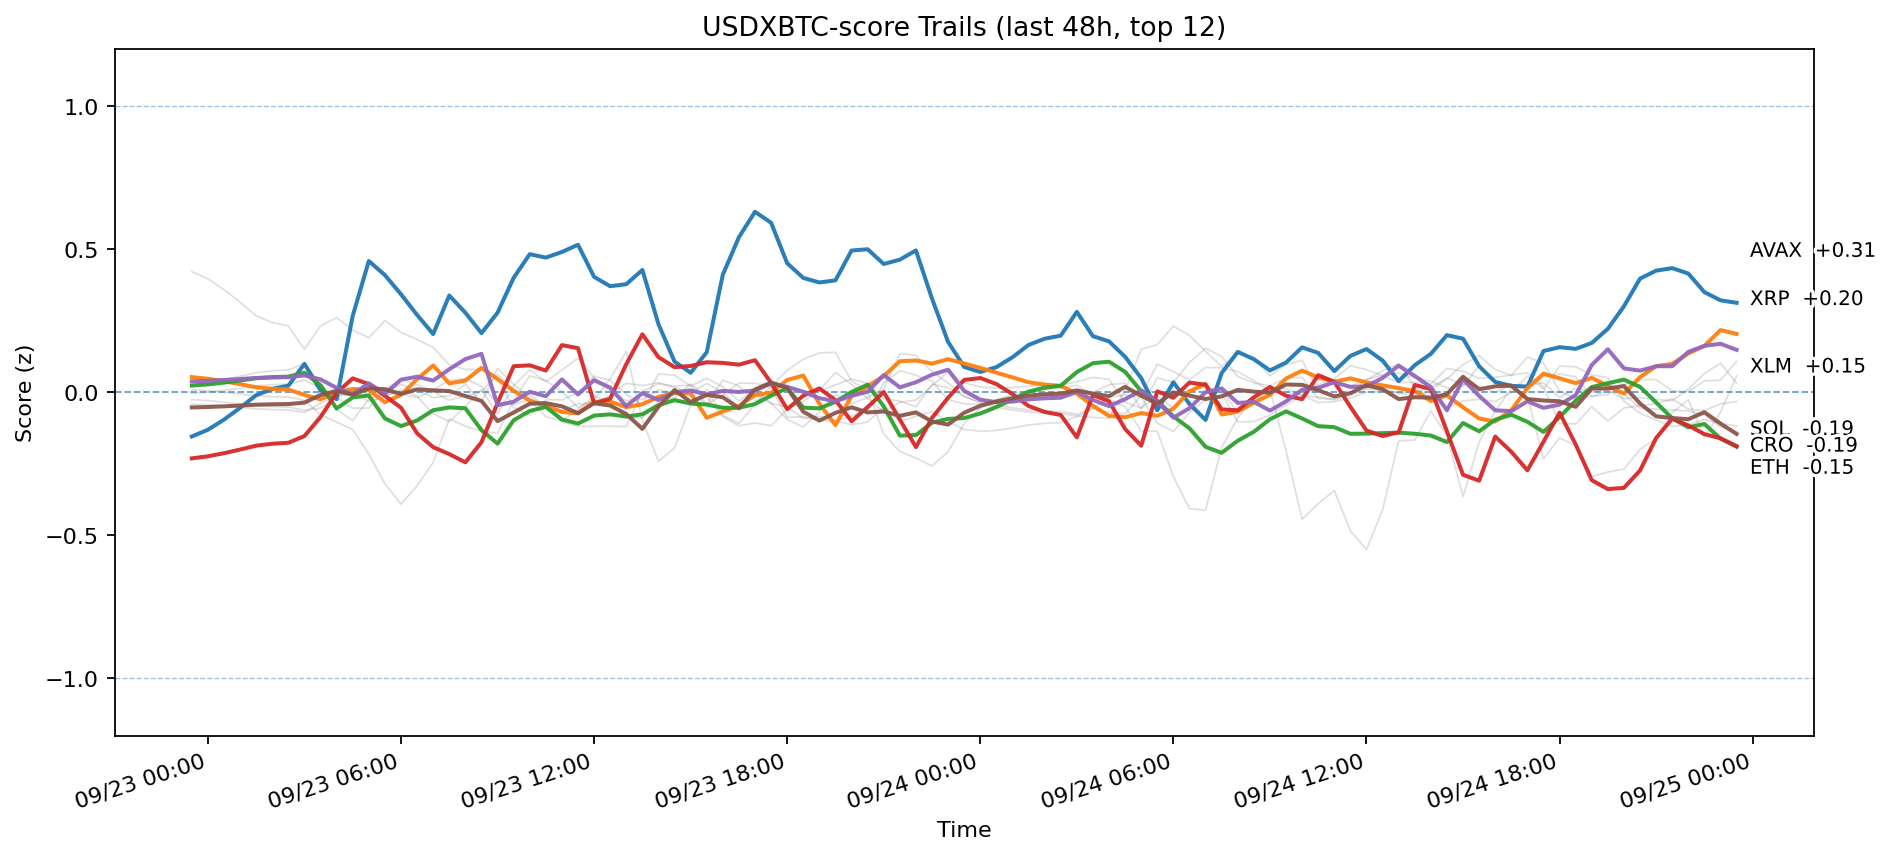 USDXBTC-score Trails (last 48h, top 12)
1.0
0.5
0.0
−0.5
−1.0
Score (z)
AVAX +0.31
XRP +0.20
XLM +0.15
SOL -0.19
CRO -0.19
ETH -0.15
09/23 00:00
09/23 06:00
09/23 12:00
09/23 18:00
09/24 00:00
09/24 06:00
09/24 12:00
09/24 18:00
09/25 00:00
Time